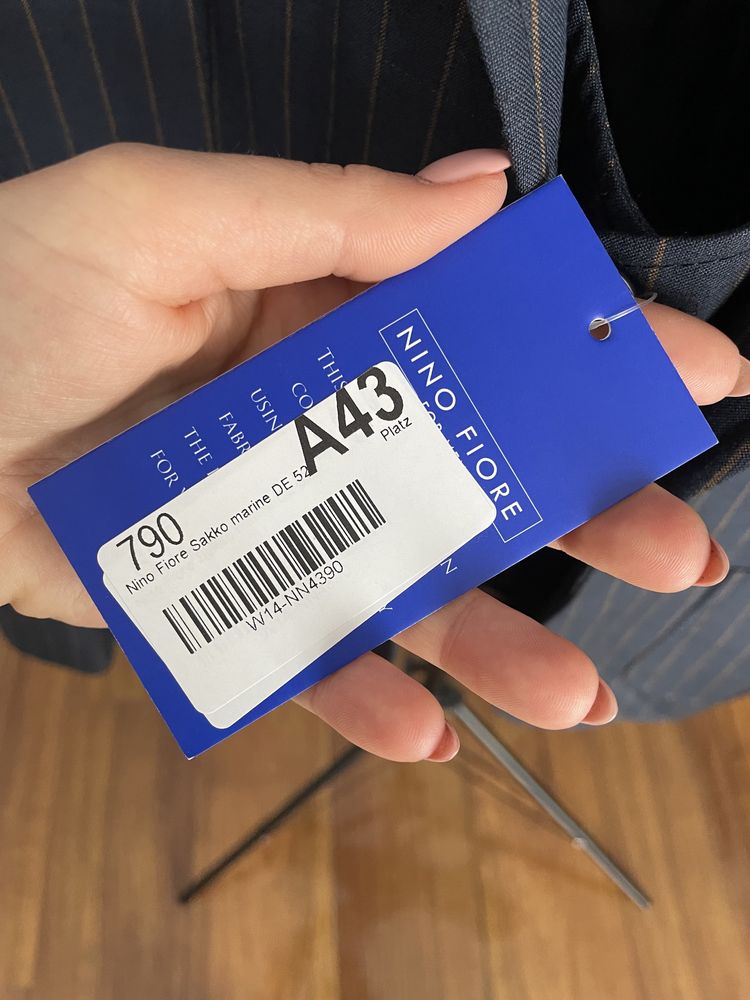 NINO FIORE
THIS
CO
USIN
FABR
THE
FOR
A43
Platz
790
Nino Fiore Sakko marine DE 52
W14-NN4390